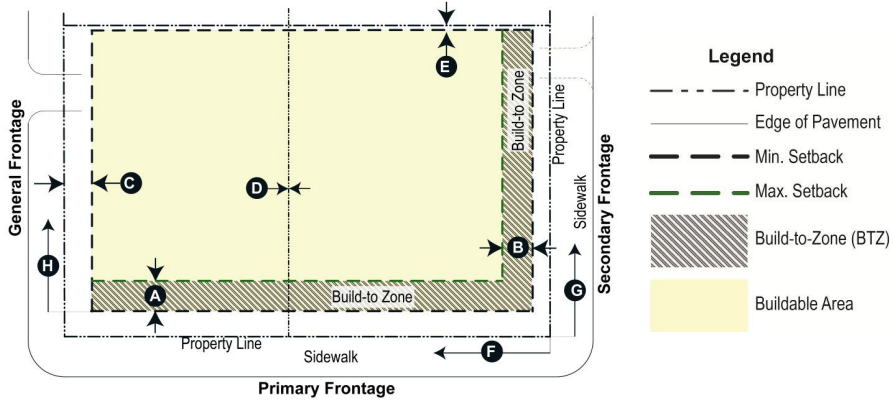 E
Build-to Zone
Property Line
General Frontage
C
D
Sidewalk
Secondary Frontage
H
B
A
Build-to Zone
G
Property Line
Sidewalk
F
Primary Frontage
Legend
Property Line
Edge of Pavement
Min. Setback
Max. Setback
Build-to-Zone (BTZ)
Buildable Area